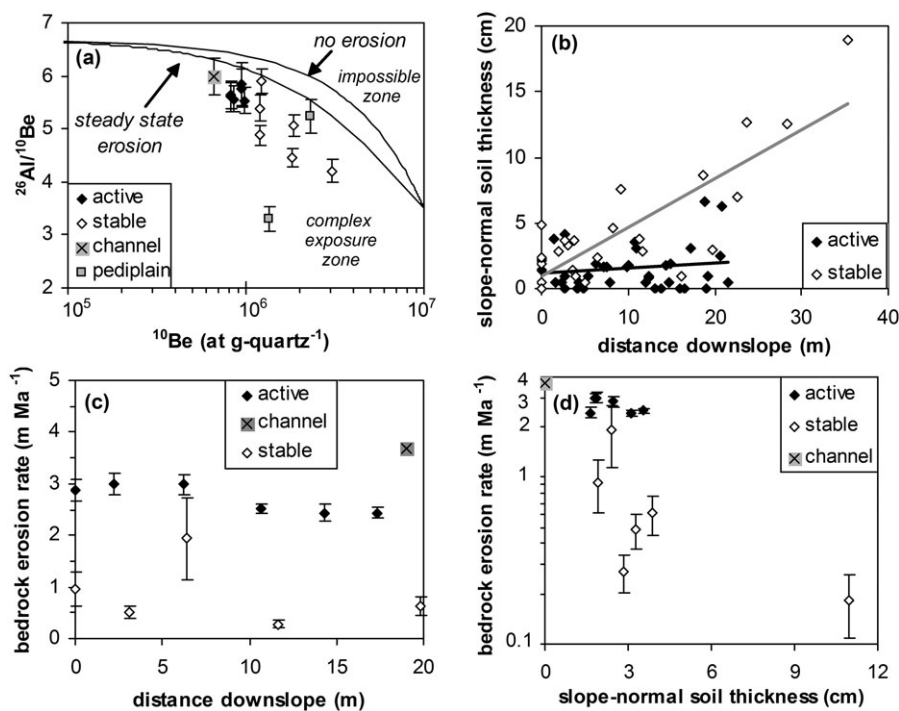 (a)
no erosion
impossible
zone
steady state
erosion
complex
exposure
zone
active
stable
channel
pediplain
7
6
5
4
3
2
²⁶Al/¹⁰Be
10⁵
10⁶
10⁷
¹⁰Be (at g-quartz⁻¹)
(b)
20
15
10
5
0
slope-normal soil thickness (cm)
active
stable
0
10
20
30
40
distance downslope (m)
(c)
active
channel
stable
5
4
3
2
1
0
bedrock erosion rate (m Ma⁻¹)
0
5
10
15
20
distance downslope (m)
(d)
active
stable
channel
4
3
2
1
0.1
bedrock erosion rate (m Ma⁻¹)
0
3
6
9
12
slope-normal soil thickness (cm)